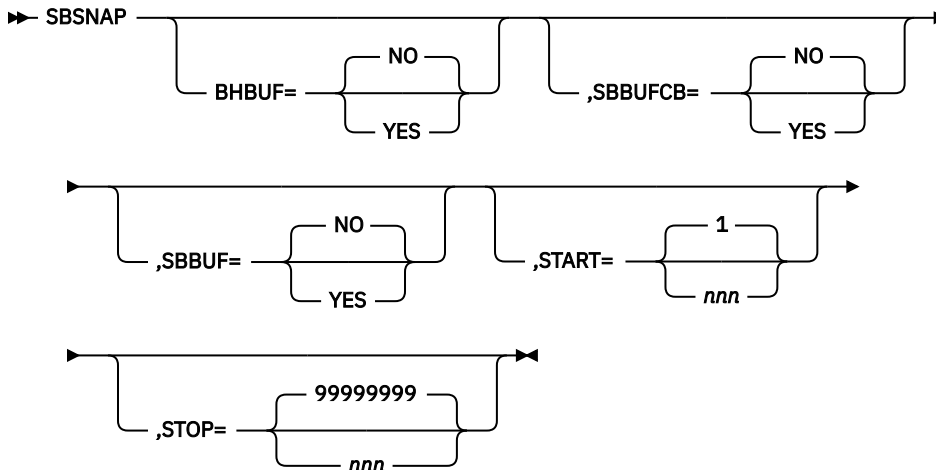 SBSNAP
NO
BHBUF=
YES
NO
,SBBUFCB=
YES
NO
,SBBUF=
YES
1
,START=
nnn
99999999
,STOP=
nnn